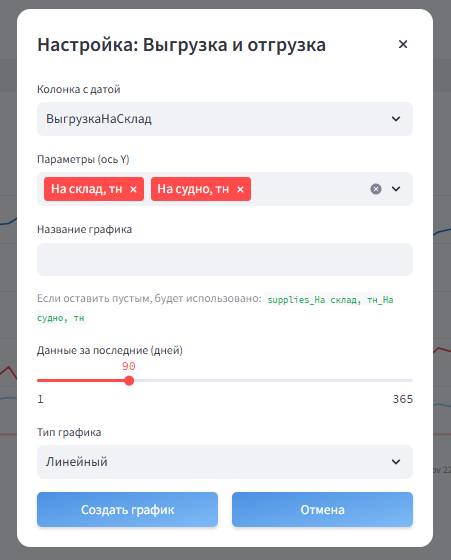 Настройка: Выгрузка и отгрузка
Колонка с датой
ВыгрузкаНаСклад
Параметры (ось Y)
На склад, тн
На судно, тн
Название графика
Если оставить пустым, будет использовано: supplies_На склад, тн_На
судно, тн
Данные за последние (дней)
90
1
365
Тип графика
Линейный
Создать график
Отмена